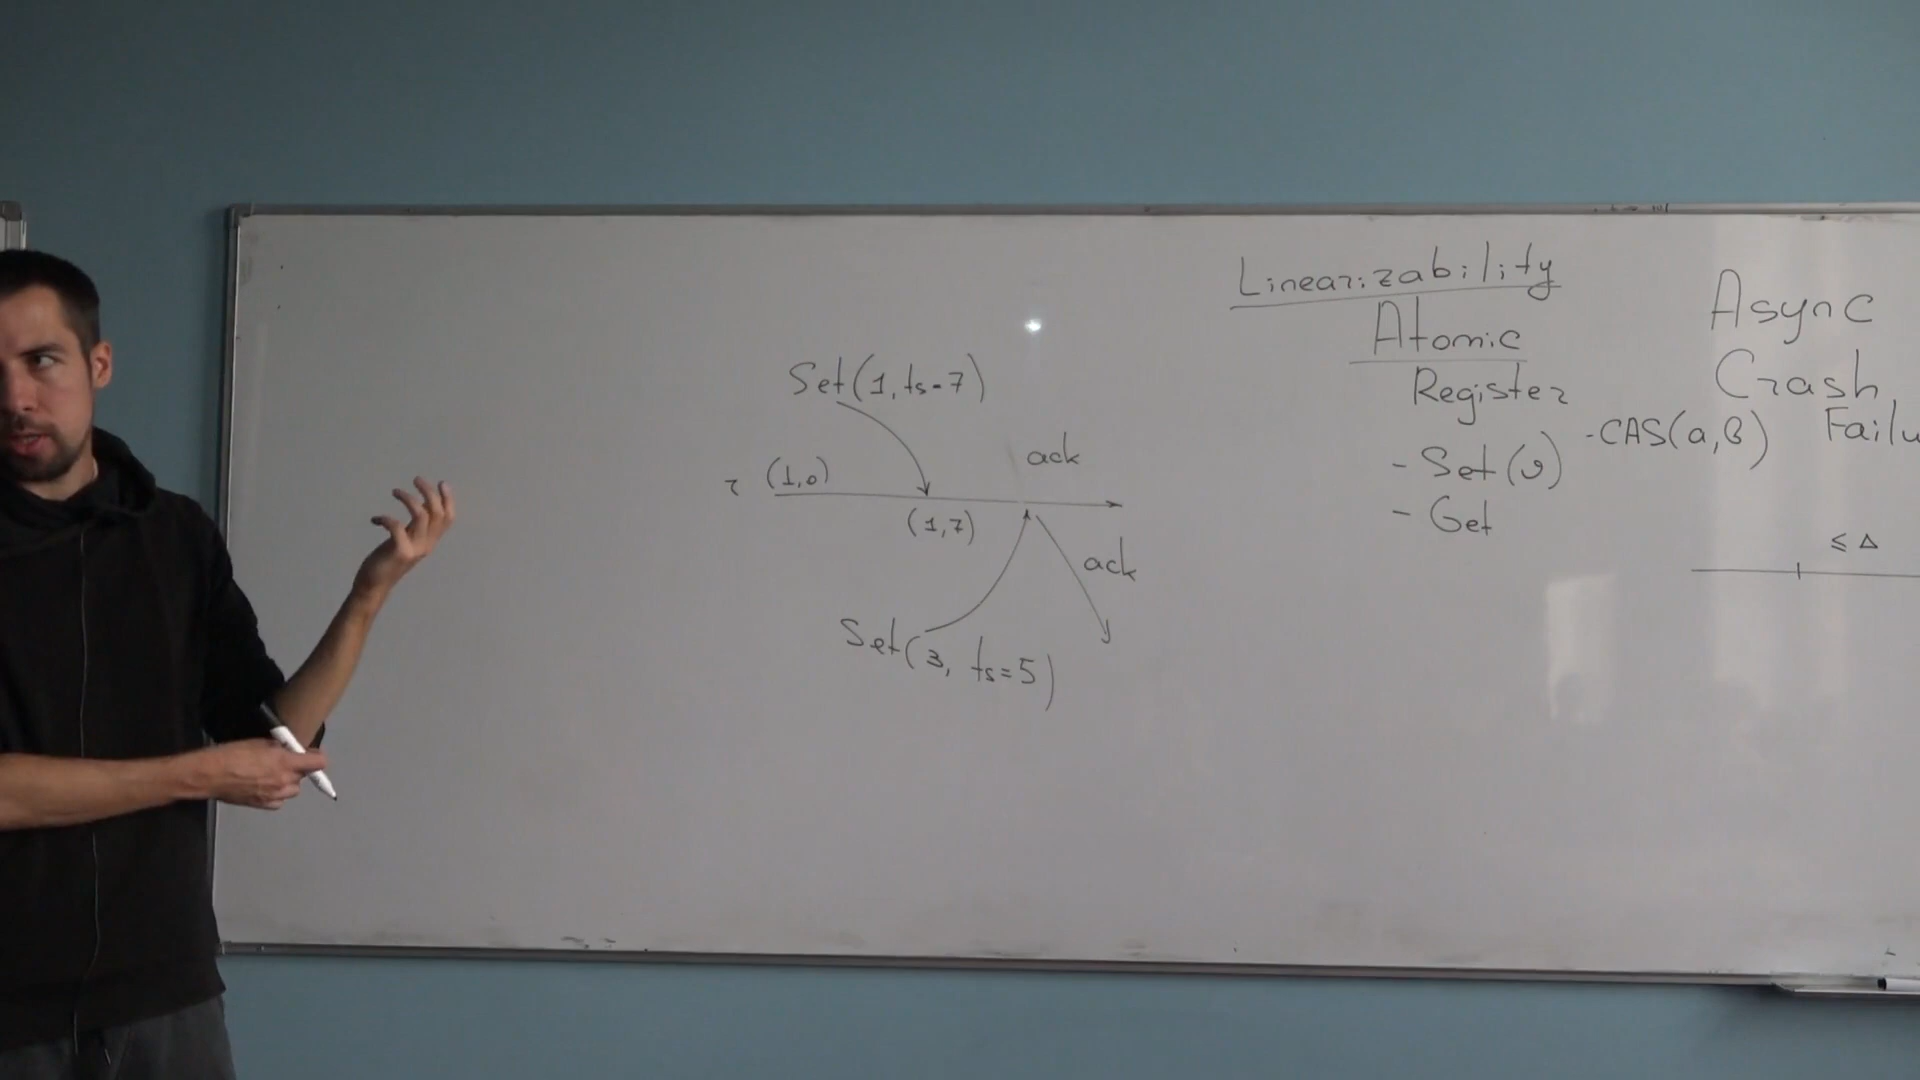 Linearizability
Atomic
Register
- Set(v)
- Get
- CAS(a,b)
Async
Crash
Failu
≤ Δ
Set(1, ts=7)
ack
r (1,0)
(1,7)
ack
Set(3, ts=5)